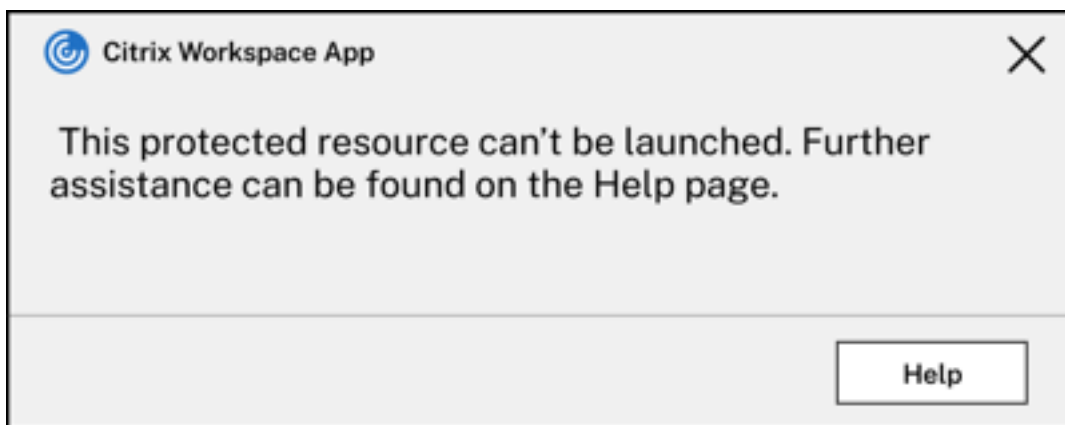 Citrix Workspace App
This protected resource can’t be launched. Further
assistance can be found on the Help page.
Help